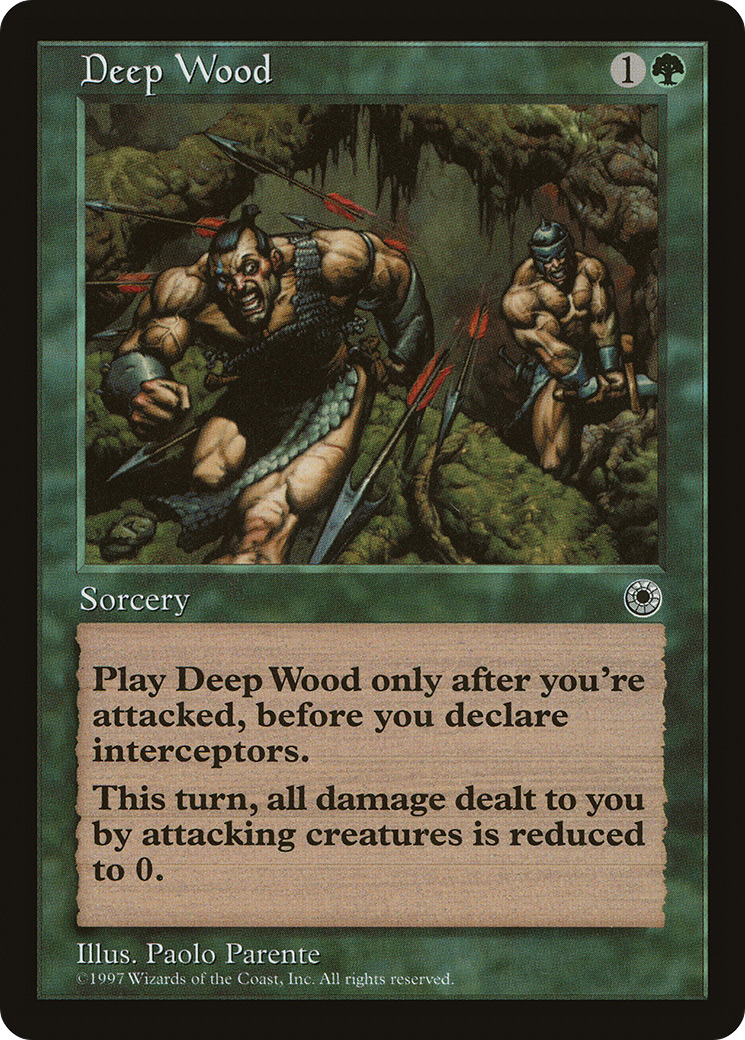 Deep Wood
1
Sorcery
Play Deep Wood only after you're
attacked, before you declare
interceptors.
This turn, all damage dealt to you
by attacking creatures is reduced
to 0.
Illus. Paolo Parente
©1997 Wizards of the Coast, Inc. All rights reserved.